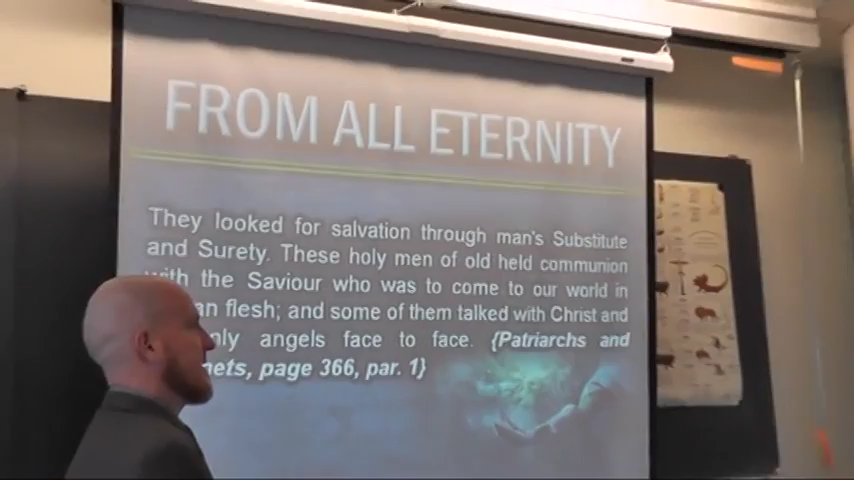 FROM ALL ETERNITY
They looked for salvation through man's Substitute
and Surety. These holy men of old held communion
with the Saviour who was to come to our world in
flesh; and some of them talked with Christ and
angels face to face. {Patriarchs and
page 366, par. 1}